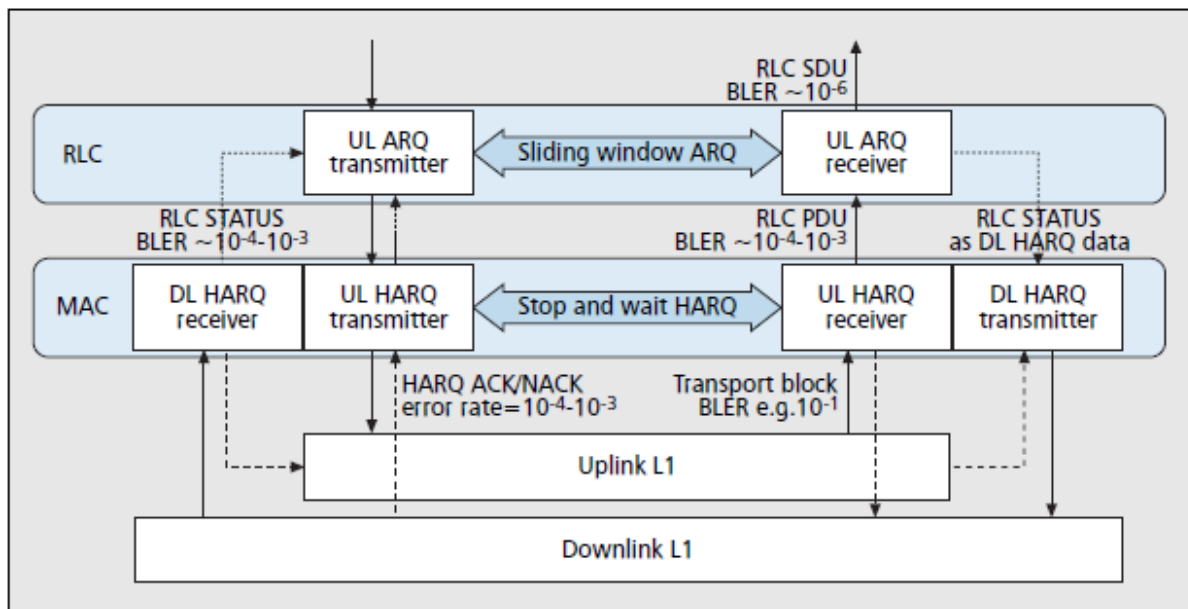 RLC SDU
BLER ~10⁻⁶
RLC
UL ARQ
transmitter
Sliding window ARQ
UL ARQ
receiver
RLC STATUS
BLER ~10⁻⁴-10⁻³
RLC PDU
BLER ~10⁻⁴-10⁻³
RLC STATUS
as DL HARQ data
MAC
DL HARQ
receiver
UL HARQ
transmitter
Stop and wait HARQ
UL HARQ
receiver
DL HARQ
transmitter
HARQ ACK/NACK
error rate=10⁻⁴-10⁻³
Transport block
BLER e.g.10⁻¹
Uplink L1
Downlink L1